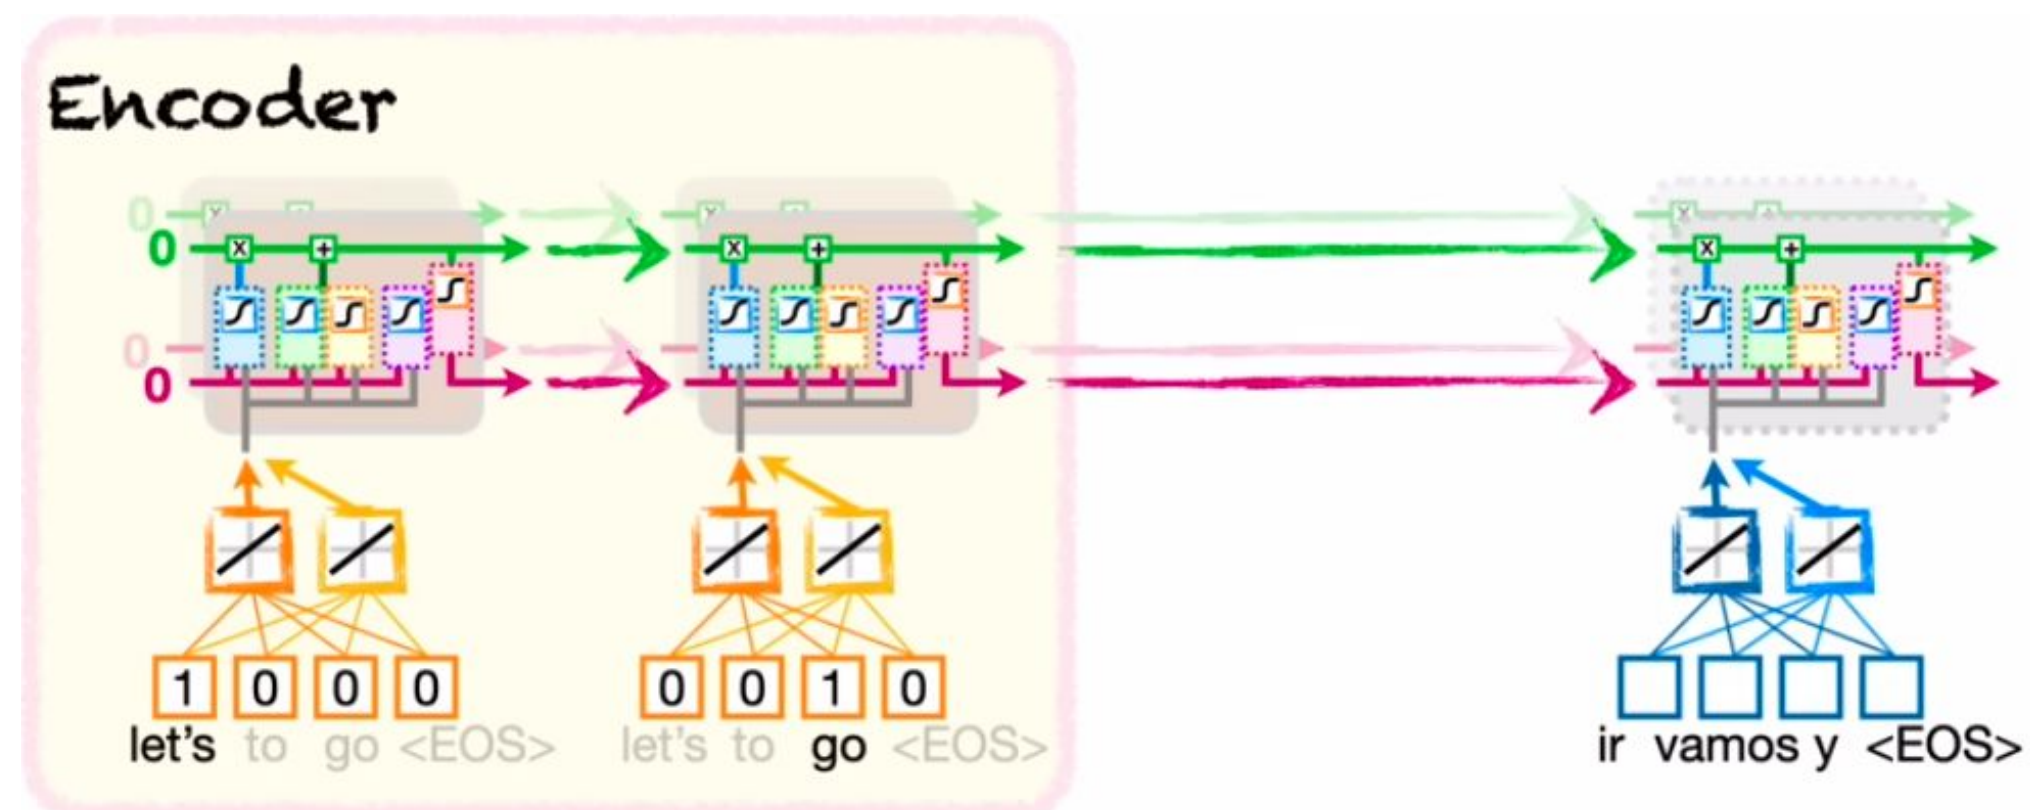 Encoder
0
0
0
0
x + x + x +
x + x + x +
1 0 0 0 0 0 1 0
let's to go <EOS> let's to go <EOS> ir vamos y <EOS>